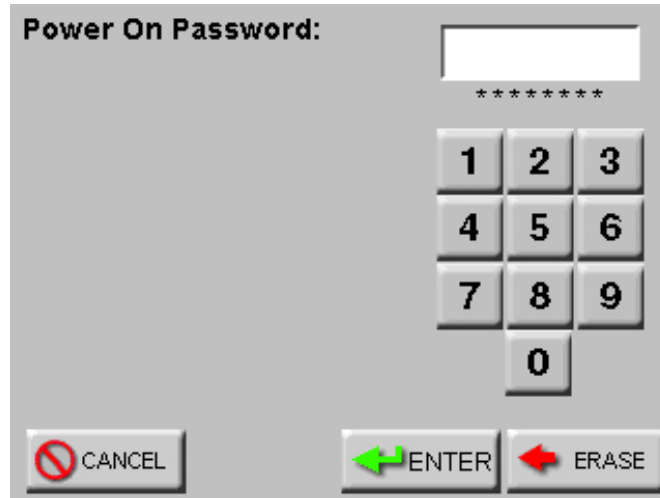 Power On Password:
********
1 2 3
4 5 6
7 8 9
0
CANCEL ENTER ERASE